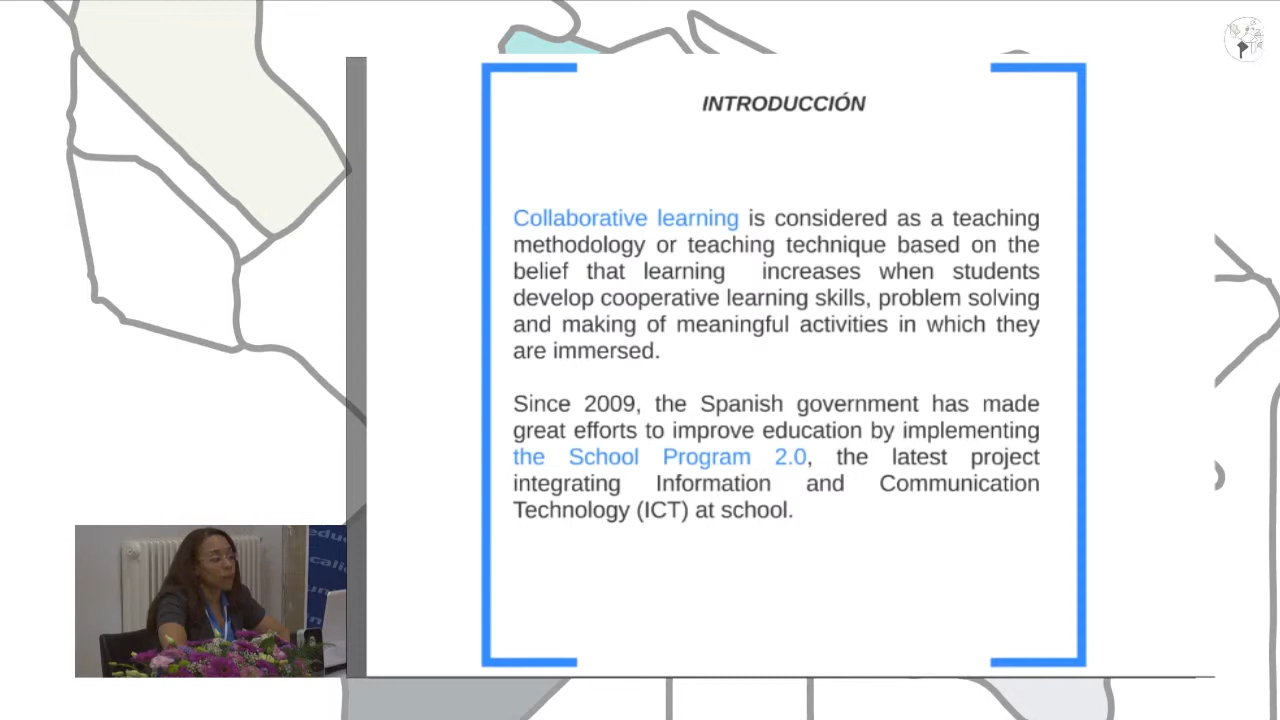 INTRODUCCIÓN
Collaborative learning is considered as a teaching
methodology or teaching technique based on the
belief that learning increases when students
develop cooperative learning skills, problem solving
and making of meaningful activities in which they
are immersed.
Since 2009, the Spanish government has made
great efforts to improve education by implementing
the School Program 2.0, the latest project
integrating Information and Communication
Technology (ICT) at school.